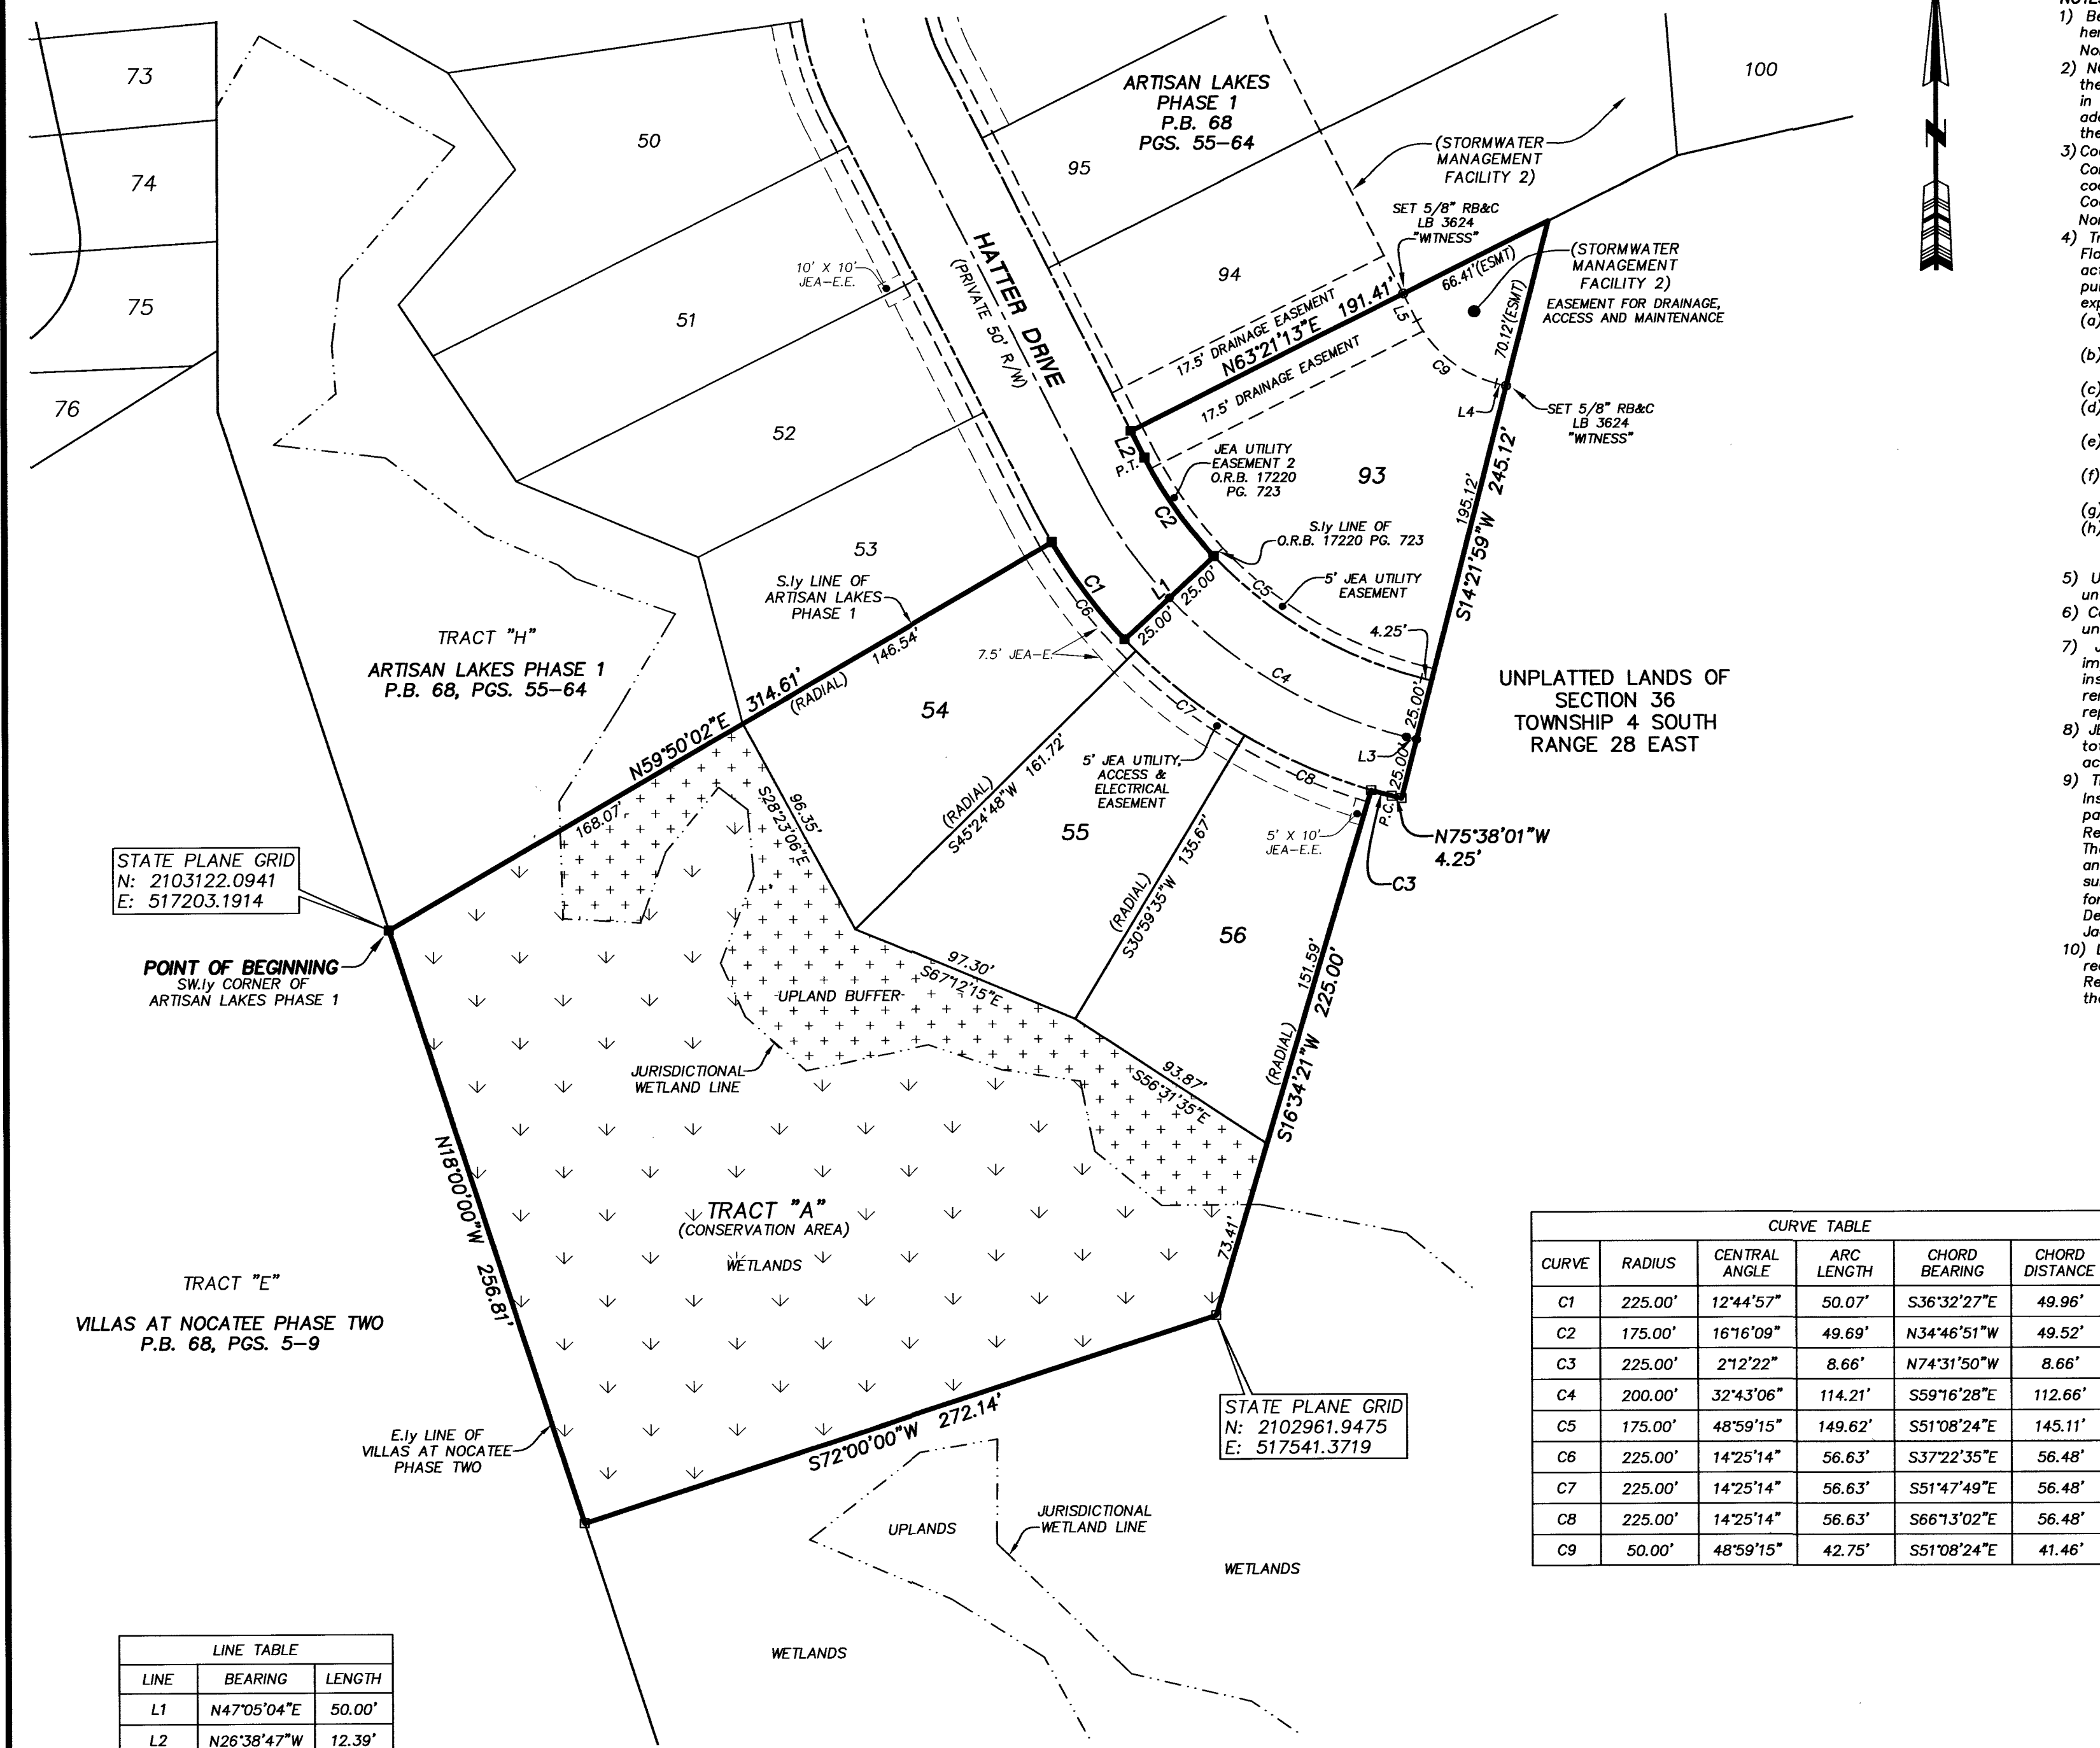 73
74
75
76
50
51
52
53
10' X 10'
JEA-E.E.
HATTER DRIVE
(PRIVATE 50' R/W)
ARTISAN LAKES
PHASE 1
P.B. 68
PGS. 55-64
95
94
100
(STORMWATER
MANAGEMENT
FACILITY 2)
SET 5/8" RB&C
LB 3624
"WITNESS"
(STORMWATER
MANAGEMENT
FACILITY 2)
EASEMENT FOR DRAINAGE,
ACCESS AND MAINTENANCE
66.41'(ESMT)
70.12'(ESMT)
17.5' DRAINAGE EASEMENT
N63°21'13"E 191.41'
17.5' DRAINAGE EASEMENT
L5
C9
L4
SET 5/8" RB&C
LB 3624
"WITNESS"
L2
P.T.
JEA UTILITY
EASEMENT 2
O.R.B. 17220
PG. 723
C2
93
195.12'
S14°21'59"W 245.12'
S.ly LINE OF
O.R.B. 17220 PG. 723
5' JEA UTILITY
EASEMENT
C5
C1
C6
L1
25.00'
25.00'
4.25'
S.ly LINE OF
ARTISAN LAKES
PHASE 1
7.5' JEA-E.
TRACT "H"
ARTISAN LAKES PHASE 1
P.B. 68, PGS. 55-64
146.54'
N59°50'02"E 314.61'
(RADIAL)
168.07'
54
C4
C7
25.00'
L3
25.00'
UNPLATTED LANDS OF
SECTION 36
TOWNSHIP 4 SOUTH
RANGE 28 EAST
5' JEA UTILITY,
ACCESS &
ELECTRICAL
EASEMENT
C8
P.C.
96.35'
S28°23'06"E
(RADIAL)
S45°24'48"W 161.72'
55
(RADIAL)
S30°59'35"W 135.67'
5' X 10'
JEA-E.E.
N75°38'01"W
4.25'
C3
STATE PLANE GRID
N: 2103122.0941
E: 517203.1914
POINT OF BEGINNING
SW.ly CORNER OF
ARTISAN LAKES PHASE 1
56
97.30'
S67°12'15"E
UPLAND BUFFER
151.59'
(RADIAL)
S16°34'21"W 225.00'
JURISDICTIONAL
WETLAND LINE
93.87'
S56°31'35"E
N18°00'00"W 256.81'
TRACT "A"
(CONSERVATION AREA)
WETLANDS
73.41'
TRACT "E"
VILLAS AT NOCATEE PHASE TWO
P.B. 68, PGS. 5-9
E.ly LINE OF
VILLAS AT NOCATEE
PHASE TWO
S72°00'00"W 272.14'
STATE PLANE GRID
N: 2102961.9475
E: 517541.3719
UPLANDS
JURISDICTIONAL
WETLAND LINE
WETLANDS
WETLANDS
CURVE TABLE
CURVE RADIUS CENTRAL ANGLE ARC LENGTH CHORD BEARING CHORD DISTANCE
C1 225.00' 12°44'57" 50.07' S36°32'27"E 49.96'
C2 175.00' 16°16'09" 49.69' N34°46'51"W 49.52'
C3 225.00' 2°12'22" 8.66' N74°31'50"W 8.66'
C4 200.00' 32°43'06" 114.21' S59°16'28"E 112.66'
C5 175.00' 48°59'15" 149.62' S51°08'24"E 145.11'
C6 225.00' 14°25'14" 56.63' S37°22'35"E 56.48'
C7 225.00' 14°25'14" 56.63' S51°47'49"E 56.48'
C8 225.00' 14°25'14" 56.63' S66°13'02"E 56.48'
C9 50.00' 48°59'15" 42.75' S51°08'24"E 41.46'
LINE TABLE
LINE BEARING LENGTH
L1 N47°05'04"E 50.00'
L2 N26°38'47"W 12.39'
N
1)
2)
3)
4)
(a)
(b)
(c)
(d)
(e)
(f)
(g)
(h)
5)
6)
7)
8)
9)
10)